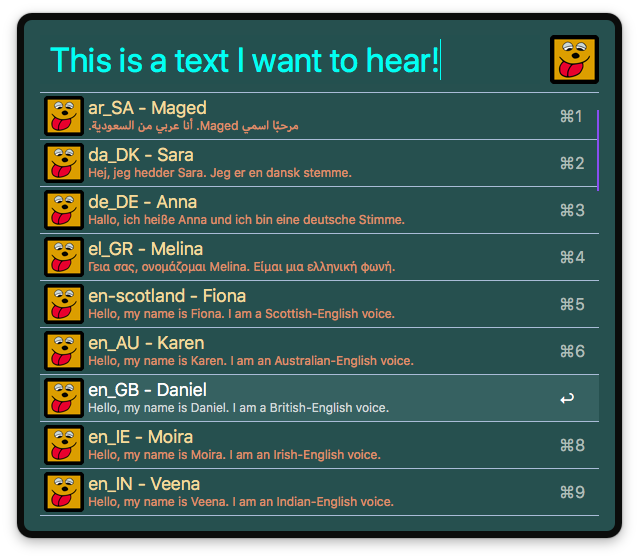 This is a text I want to hear!
ar_SA - Maged
مرحبًا اسمي Maged. أنا عربي من السعودية.
⌘1
da_DK - Sara
Hej, jeg hedder Sara. Jeg er en dansk stemme.
⌘2
de_DE - Anna
Hallo, ich heiße Anna und ich bin eine deutsche Stimme.
⌘3
el_GR - Melina
Γεια σας, ονομάζομαι Melina. Είμαι μια ελληνική φωνή.
⌘4
en-scotland - Fiona
Hello, my name is Fiona. I am a Scottish-English voice.
⌘5
en_AU - Karen
Hello, my name is Karen. I am an Australian-English voice.
⌘6
en_GB - Daniel
Hello, my name is Daniel. I am a British-English voice.
↩
en_IE - Moira
Hello, my name is Moira. I am an Irish-English voice.
⌘8
en_IN - Veena
Hello, my name is Veena. I am an Indian-English voice.
⌘9